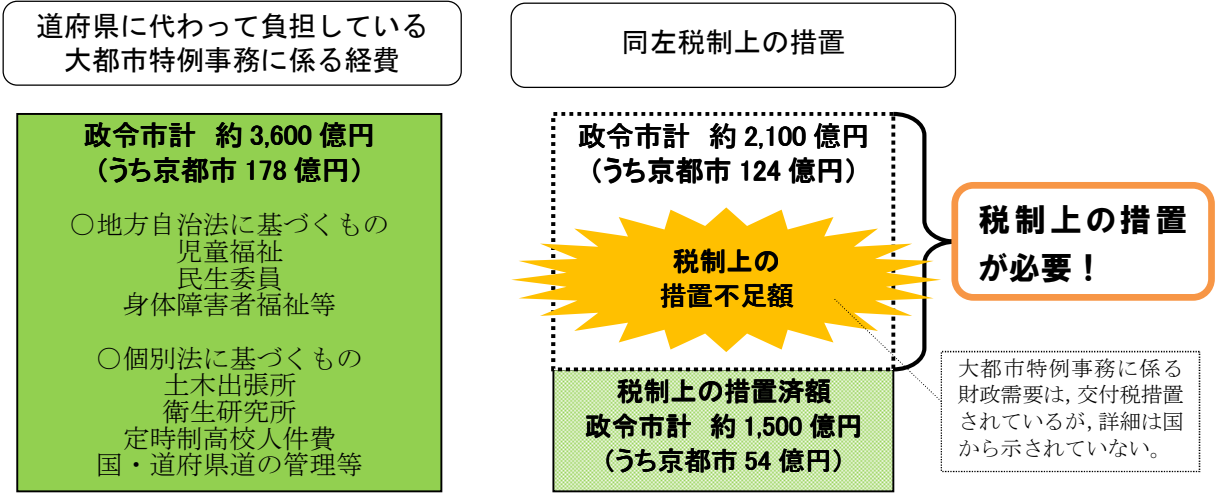 道府県に代わって負担している
大都市特例事務に係る経費
同左税制上の措置
政令市計 約 3,600 億円
(うち京都市 178 億円)
○地方自治法に基づくもの
児童福祉
民生委員
身体障害者福祉等
○個別法に基づくもの
土木出張所
衛生研究所
定時制高校人件費
国・道府県道の管理等
政令市計 約 2,100 億円
(うち京都市 124 億円)
税制上の
措置不足額
税制上の措置済額
政令市計 約 1,500 億円
(うち京都市 54 億円)
税制上の措置
が必要！
大都市特例事務に係る
財政需要は，交付税措置
されているが，詳細は国
から示されていない。